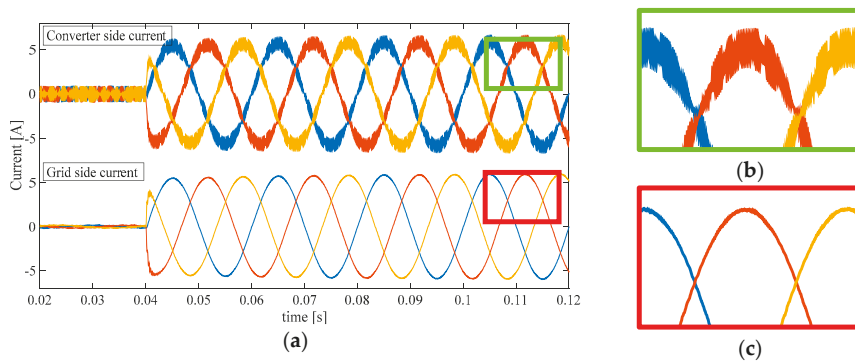 Converter side current
5
0
-5
Current [A]
Grid side current
5
0
-5
0.02 0.03 0.04 0.05 0.06 0.07 0.08 0.09 0.1 0.11 0.12
time [s]
(a)
(b)
(c)